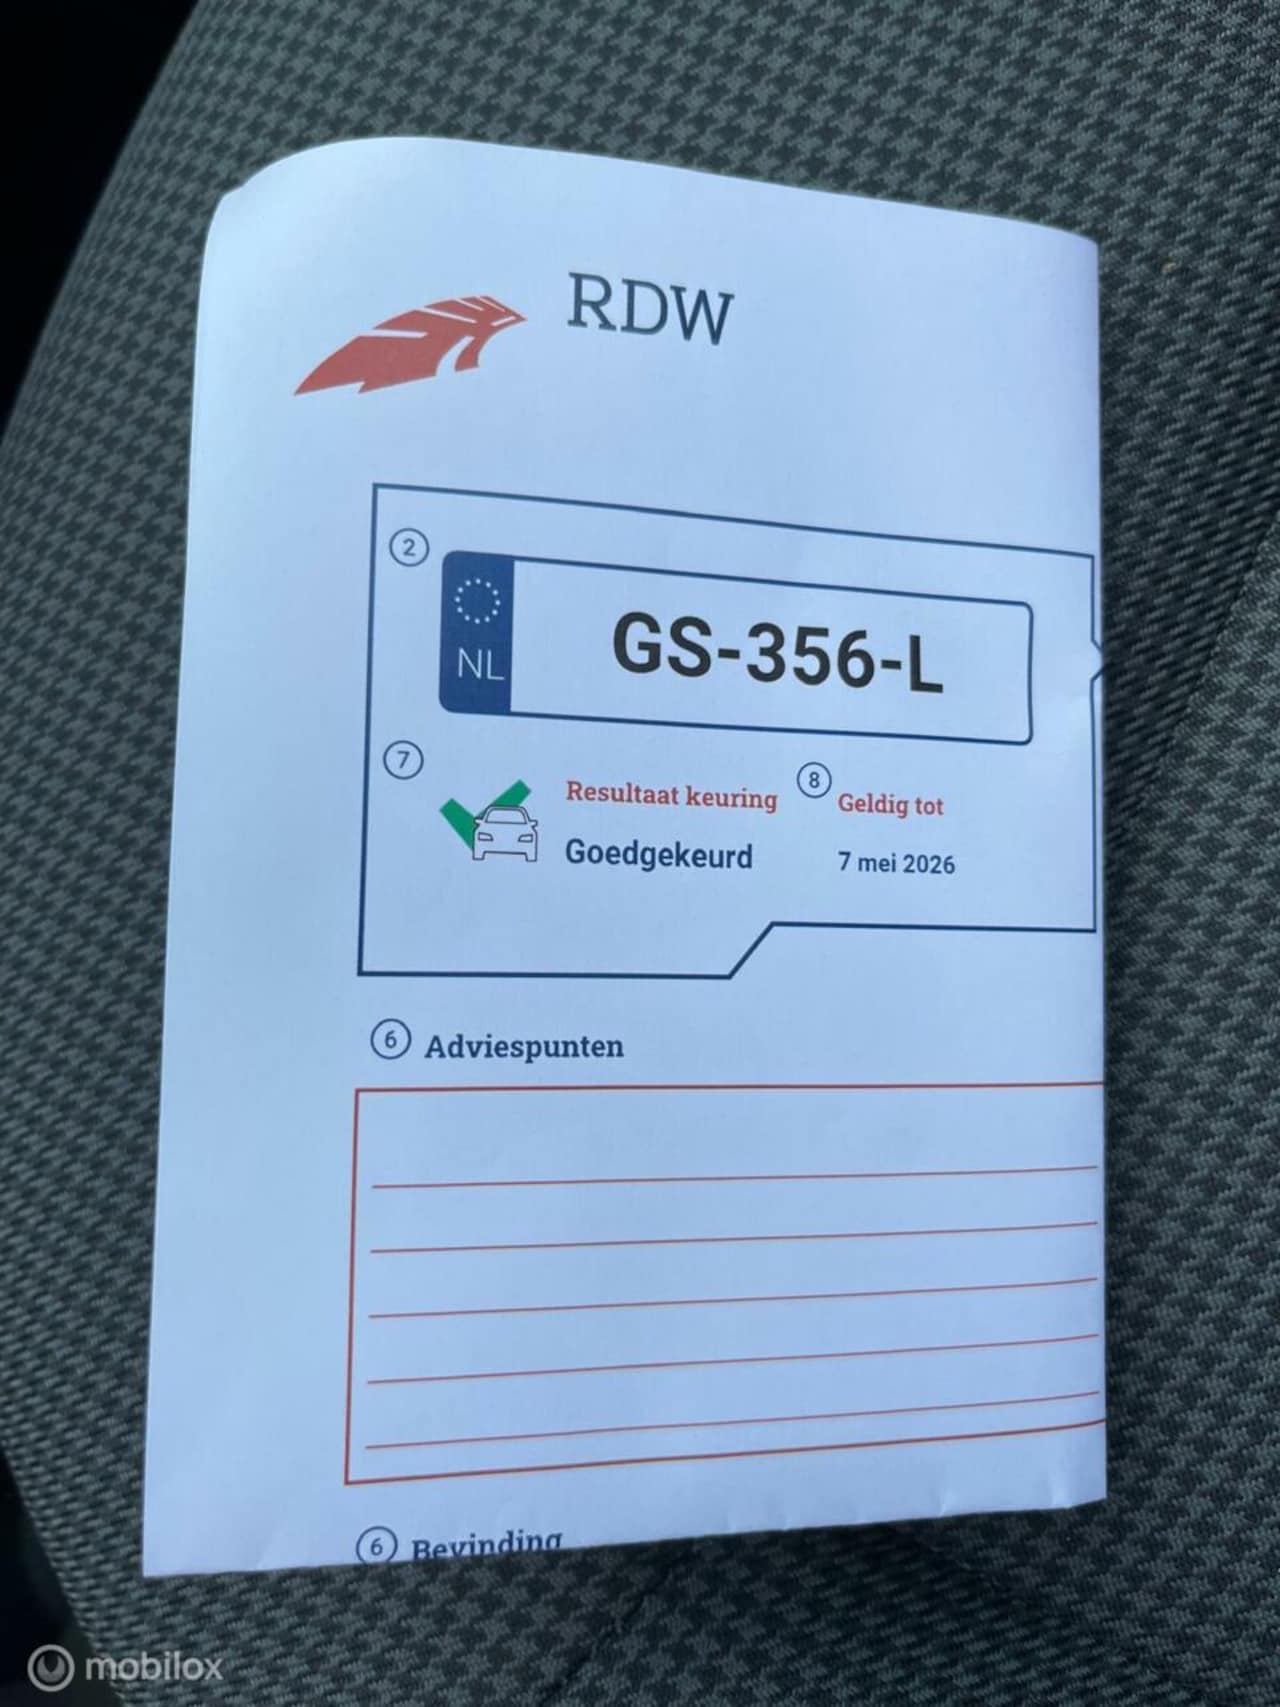 RDW
2
NL
GS-356-L
7
Resultaat keuring
8
Geldig tot
Goedgekeurd
7 mei 2026
6 Adviespunten
6 Bevinding
mobilox